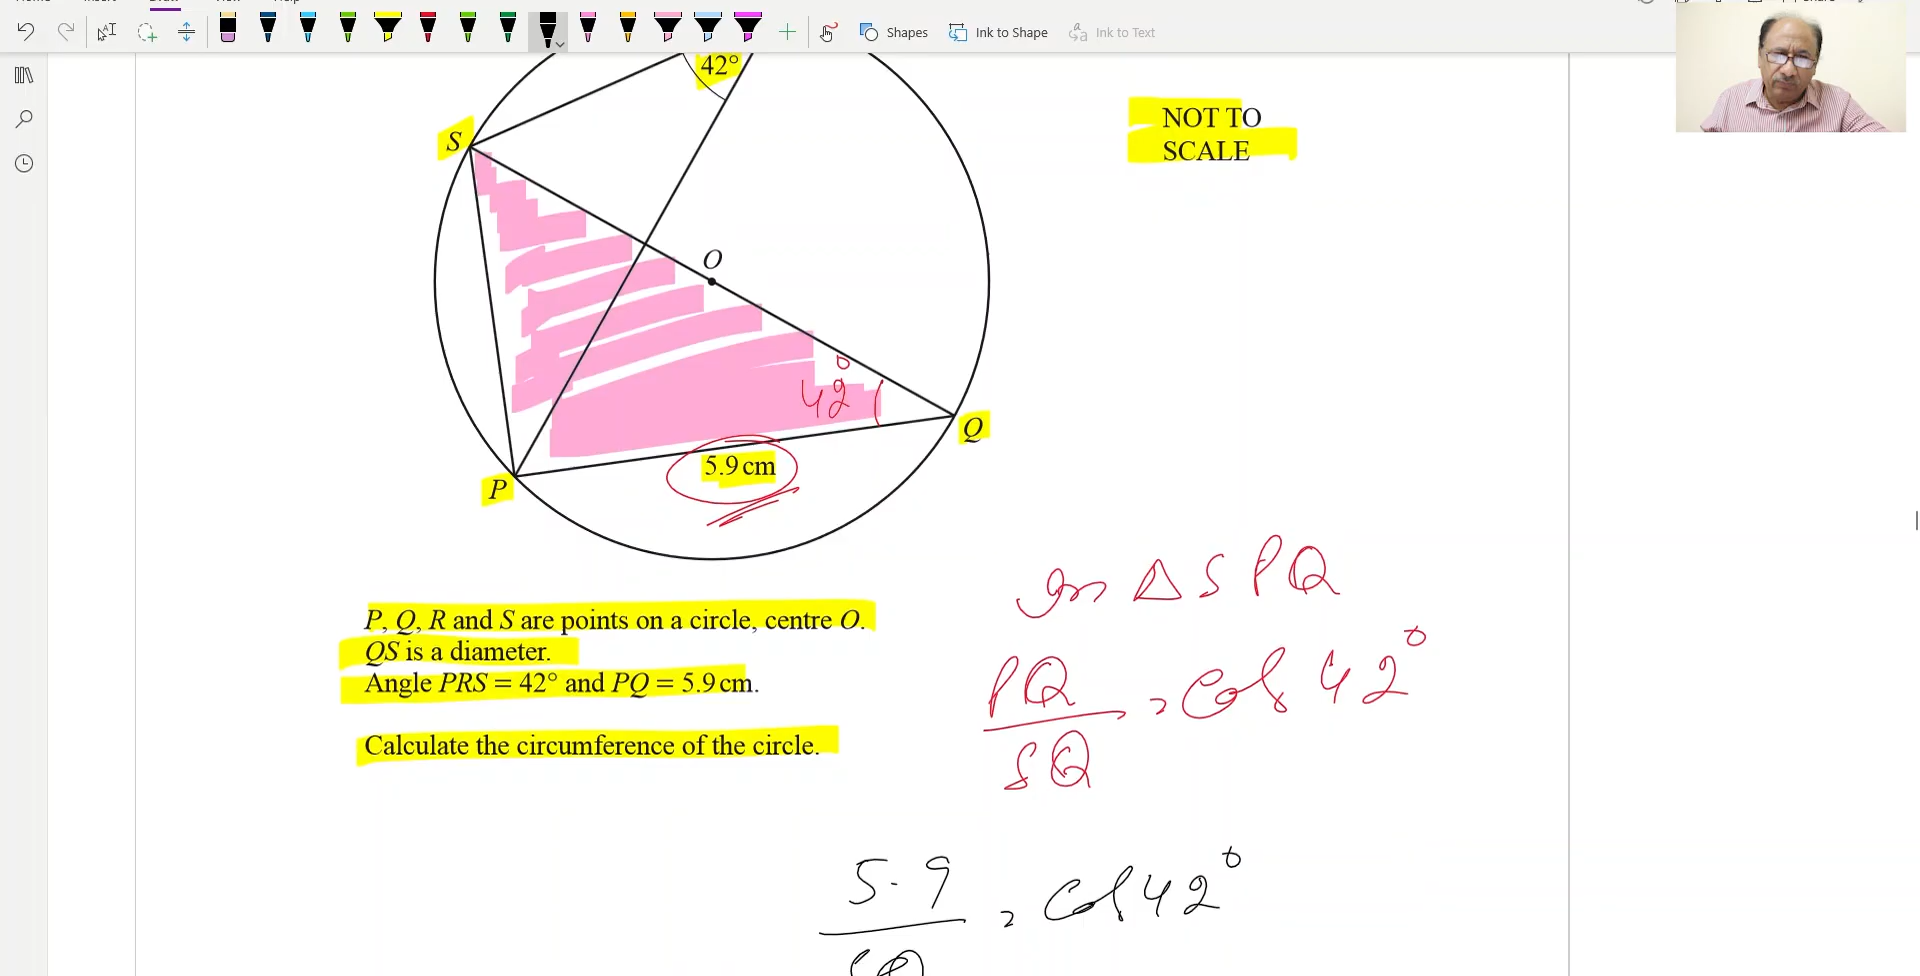 Shapes Ink to Shape Ink to Text
42°
NOT TO
SCALE
S
O
42°
Q
5.9 cm
P
In △ SPQ
P, Q, R and S are points on a circle, centre O.
QS is a diameter.
Angle PRS = 42° and PQ = 5.9 cm.
PQ
SQ
= Cos 42°
Calculate the circumference of the circle.
5.9
SQ
= Cos 42°